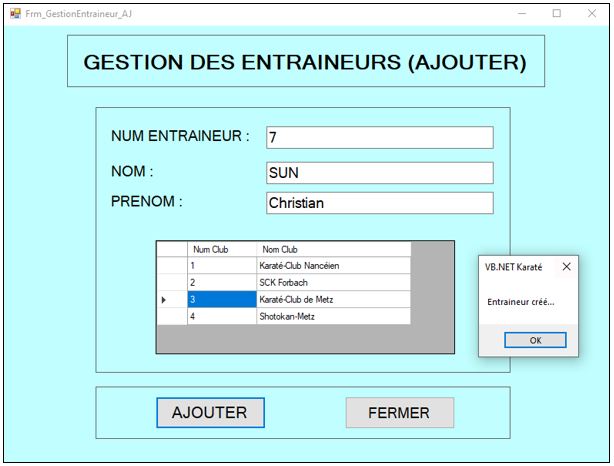 Frm_GestionEntraineur_AJ
GESTION DES ENTRAINEURS (AJOUTER)
NUM ENTRAINEUR : 7
NOM : SUN
PRENOM : Christian
Num Club Nom Club
1 Karaté-Club Nancéien
2 SCK Forbach
3 Karaté-Club de Metz
4 Shotokan-Metz
VB.NET Karaté
Entraineur créé...
OK
AJOUTER FERMER